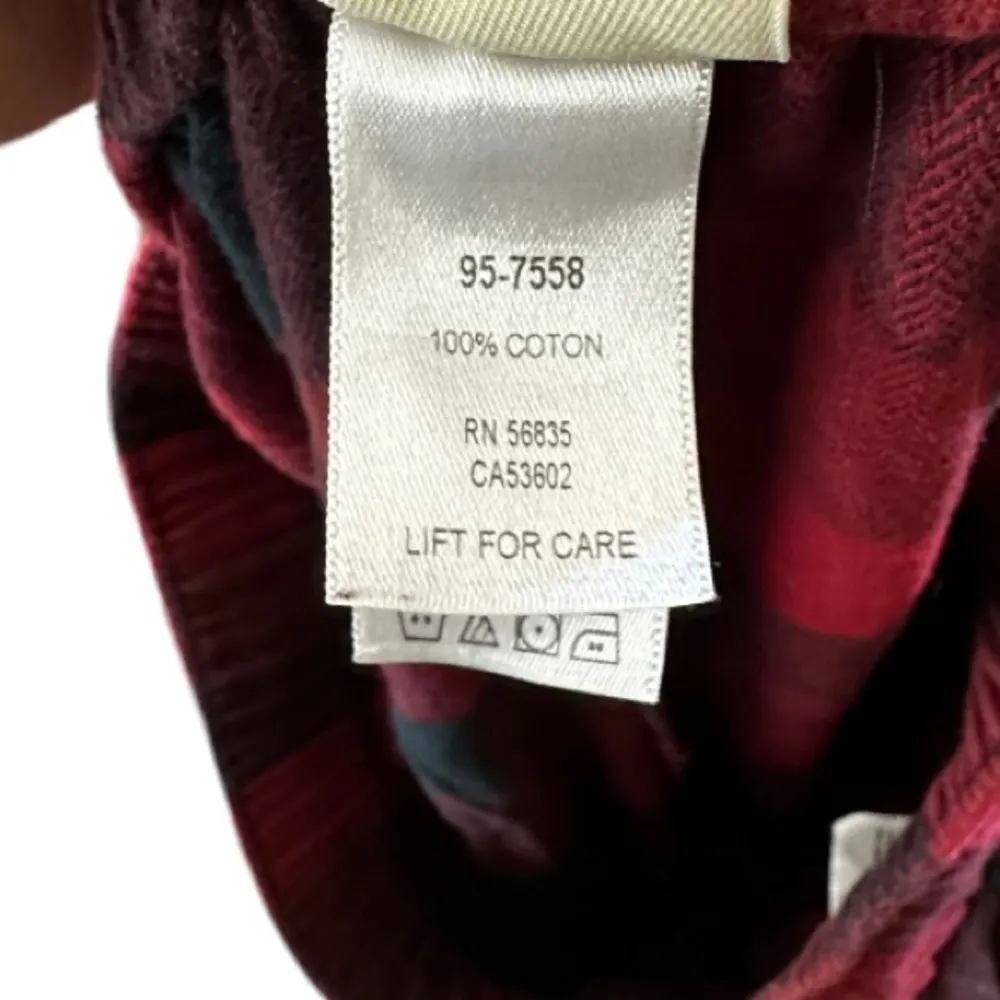 95-7558
100% COTON
RN 56835
CA53602
LIFT FOR CARE